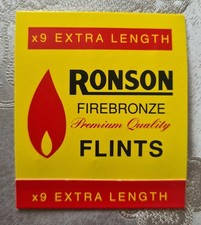 x9 EXTRA LENGTH
RONSON
FIREBRONZE
Premium Quality
FLINTS
x9 EXTRA LENGTH